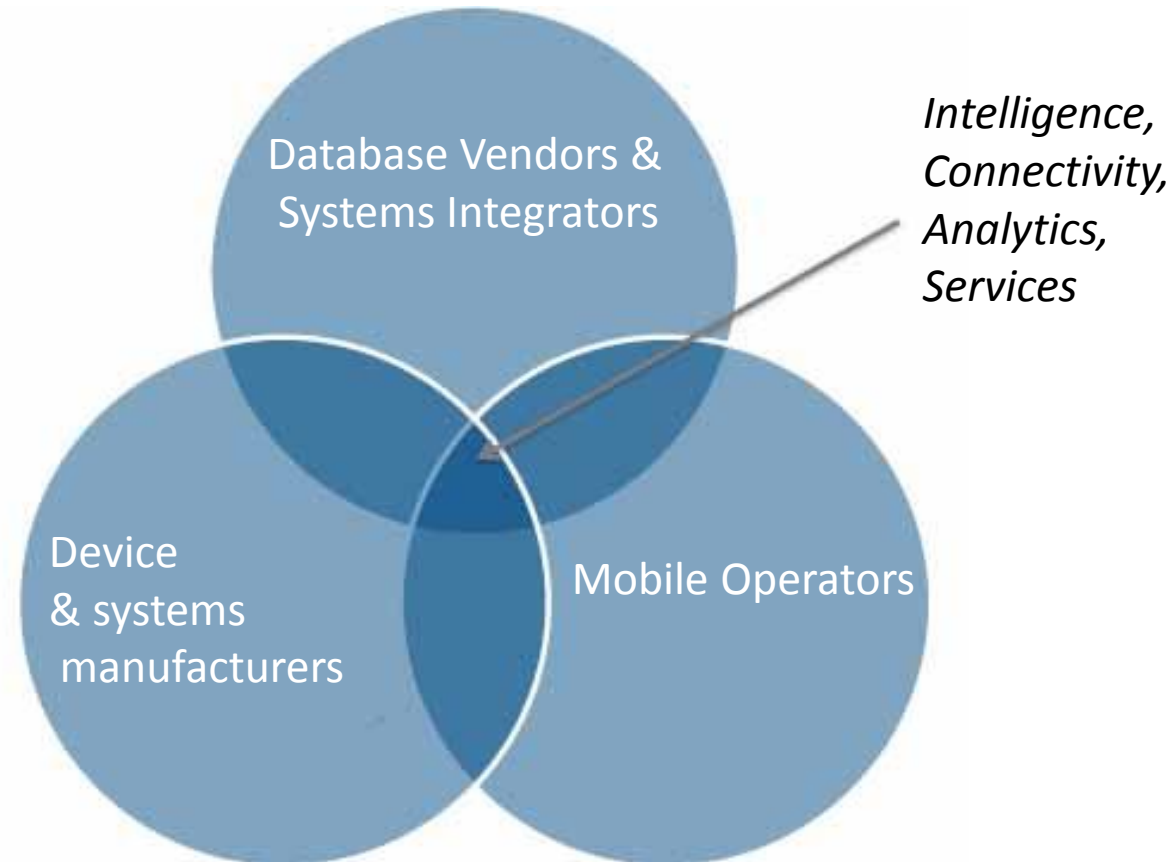 Database Vendors &
Systems Integrators
Intelligence,
Connectivity,
Analytics,
Services
Device
& systems
manufacturers
Mobile Operators